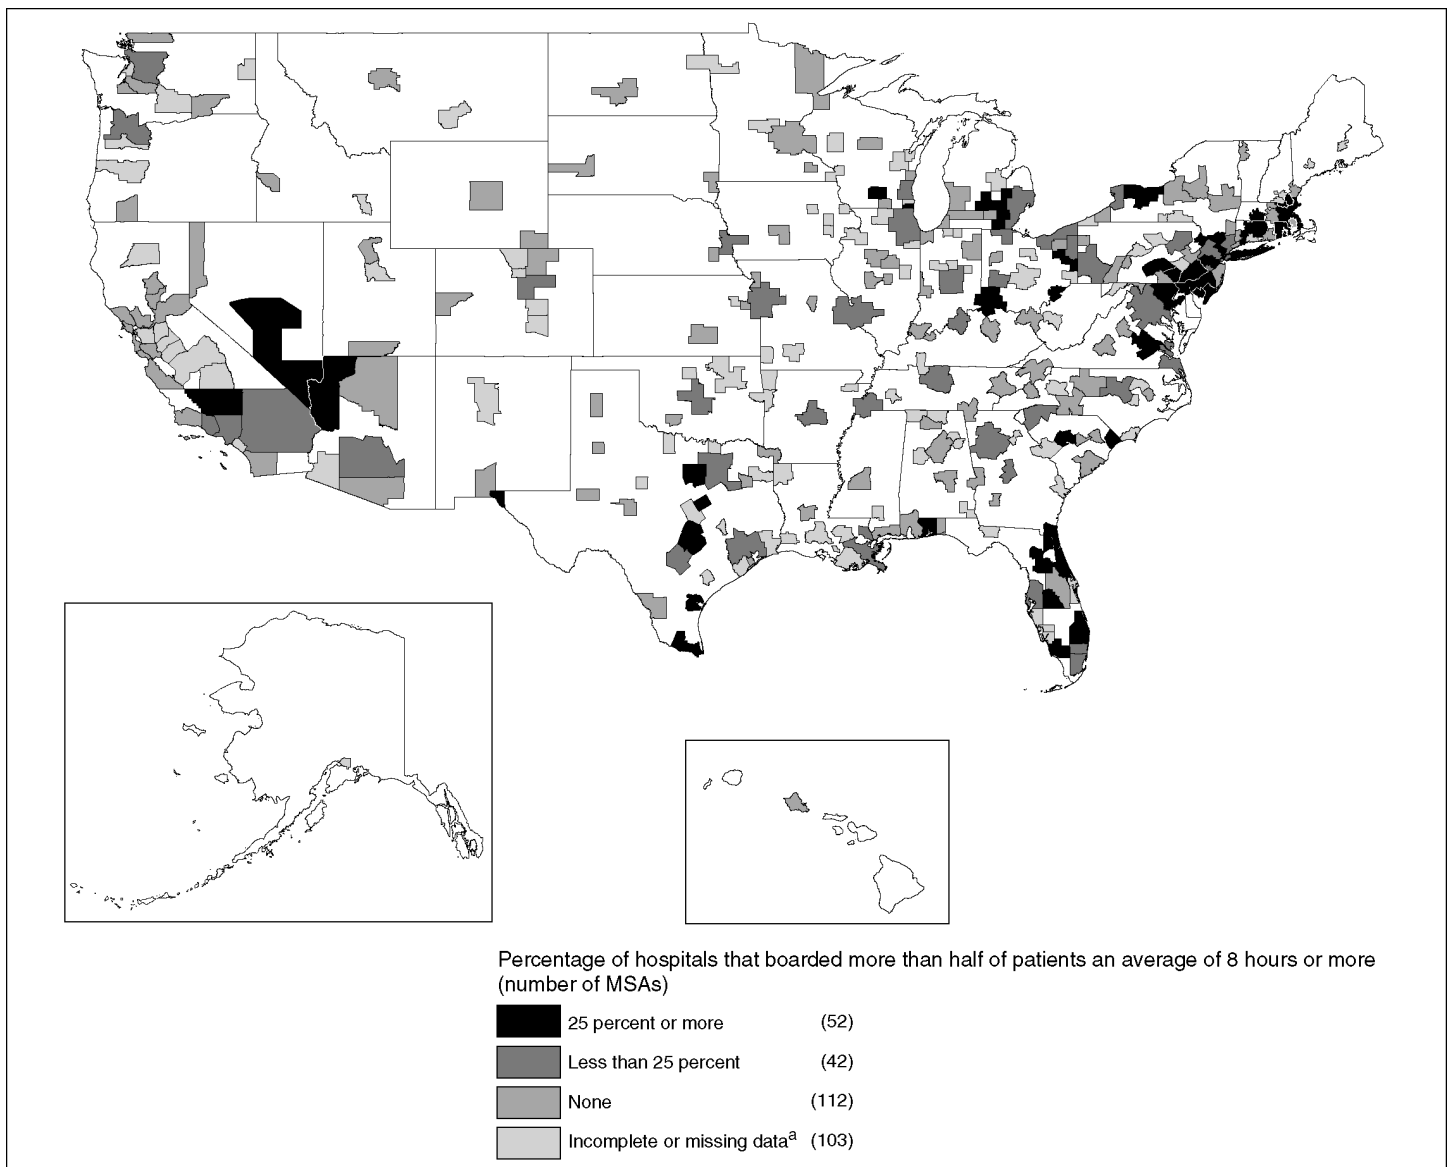 Percentage of hospitals that boarded more than half of patients an average of 8 hours or more
(number of MSAs)
25 percent or more (52)
Less than 25 percent (42)
None (112)
Incomplete or missing dataᵃ (103)